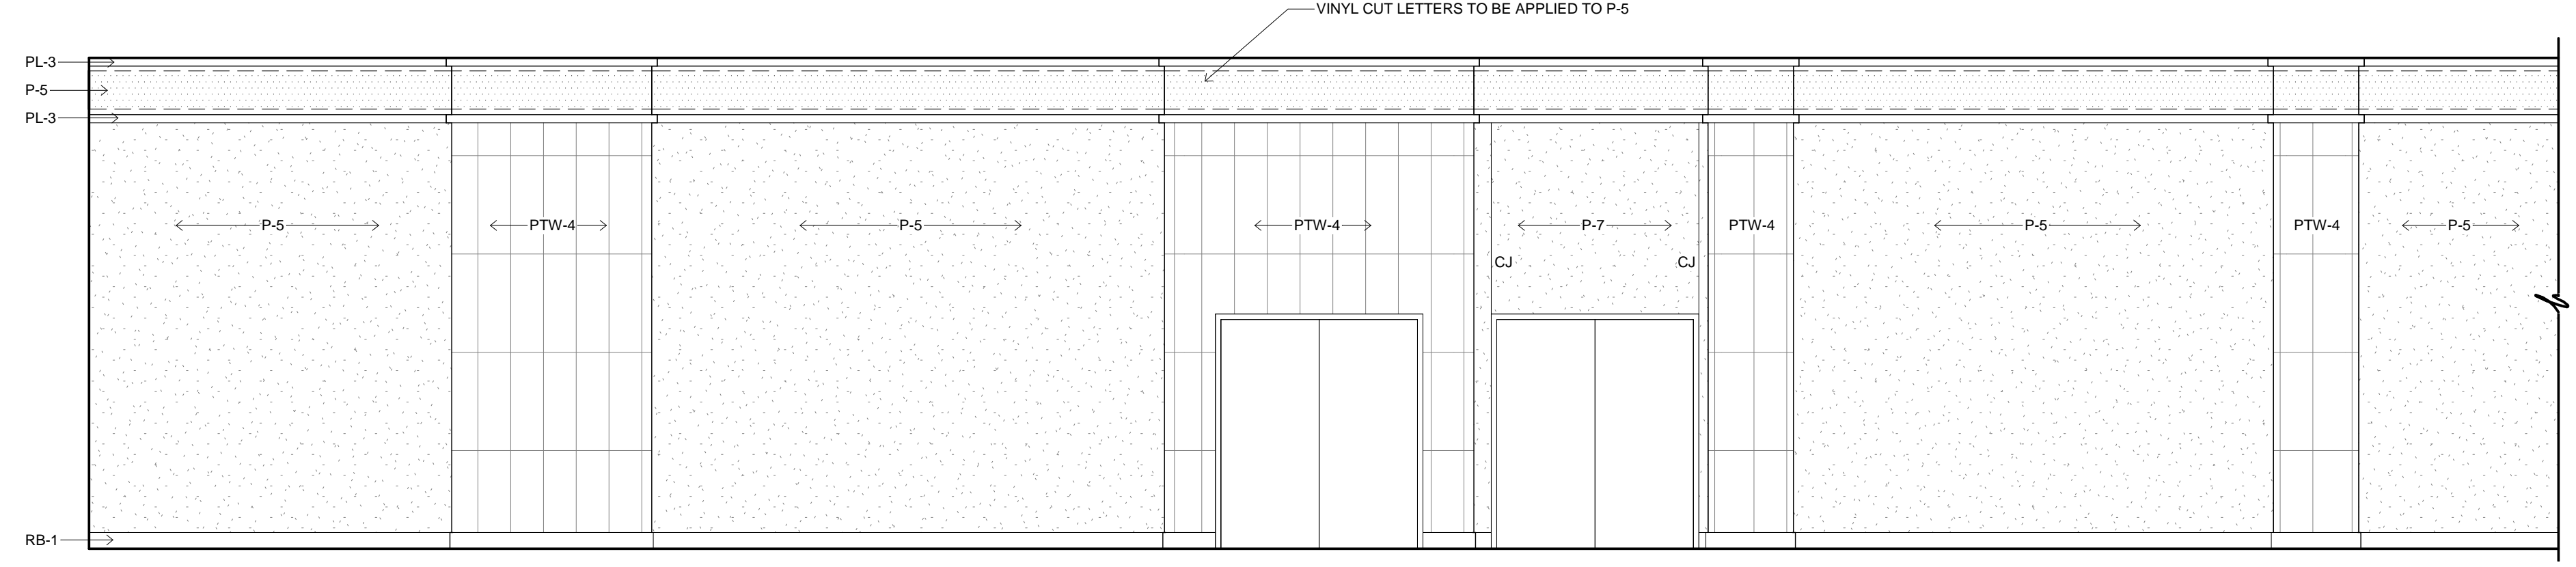 VINYL CUT LETTERS TO BE APPLIED TO P-5
PL-3
P-5
PL-3
P-5
PTW-4
P-5
PTW-4
P-7
PTW-4
P-5
PTW-4
P-5
CJ
CJ
RB-1